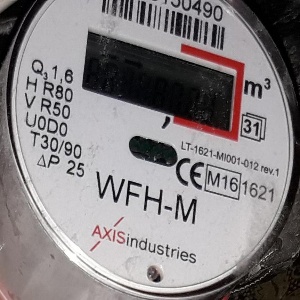 m³
31
Q₃ 1,6
H R80
V R50
U0D0
T30/90
ΔP 25
LT-1621-MI001-012 rev.1
CE M16 1621
WFH-M
AXISindustries